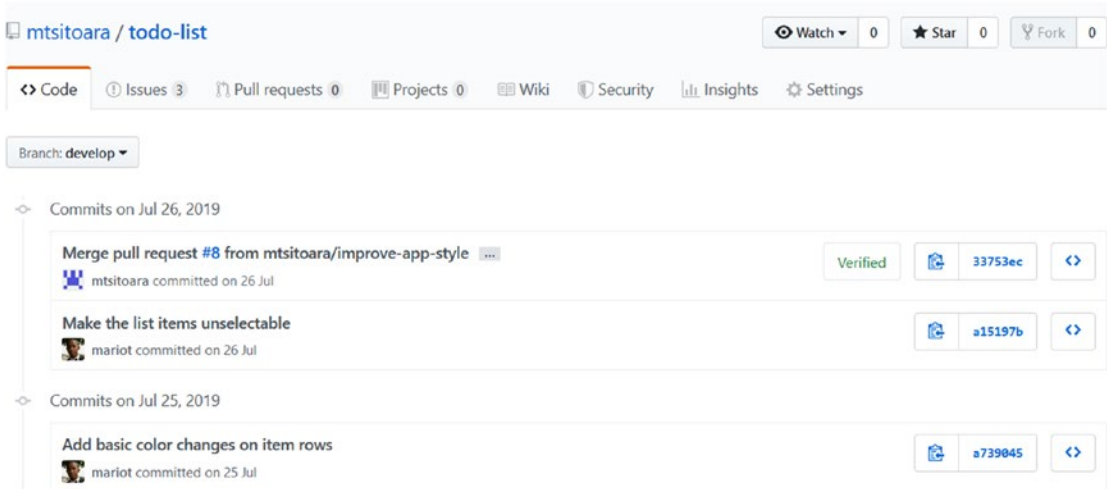 mtsitoara / todo-list Watch 0 Star 0 Fork 0
Code Issues 3 Pull requests 0 Projects 0 Wiki Security Insights Settings
Branch: develop
Commits on Jul 26, 2019
Merge pull request #8 from mtsitoara/improve-app-style ... Verified 33753ec
mtsitoara committed on 26 Jul
Make the list items unselectable a15197b
mariot committed on 26 Jul
Commits on Jul 25, 2019
Add basic color changes on item rows a739045
mariot committed on 25 Jul